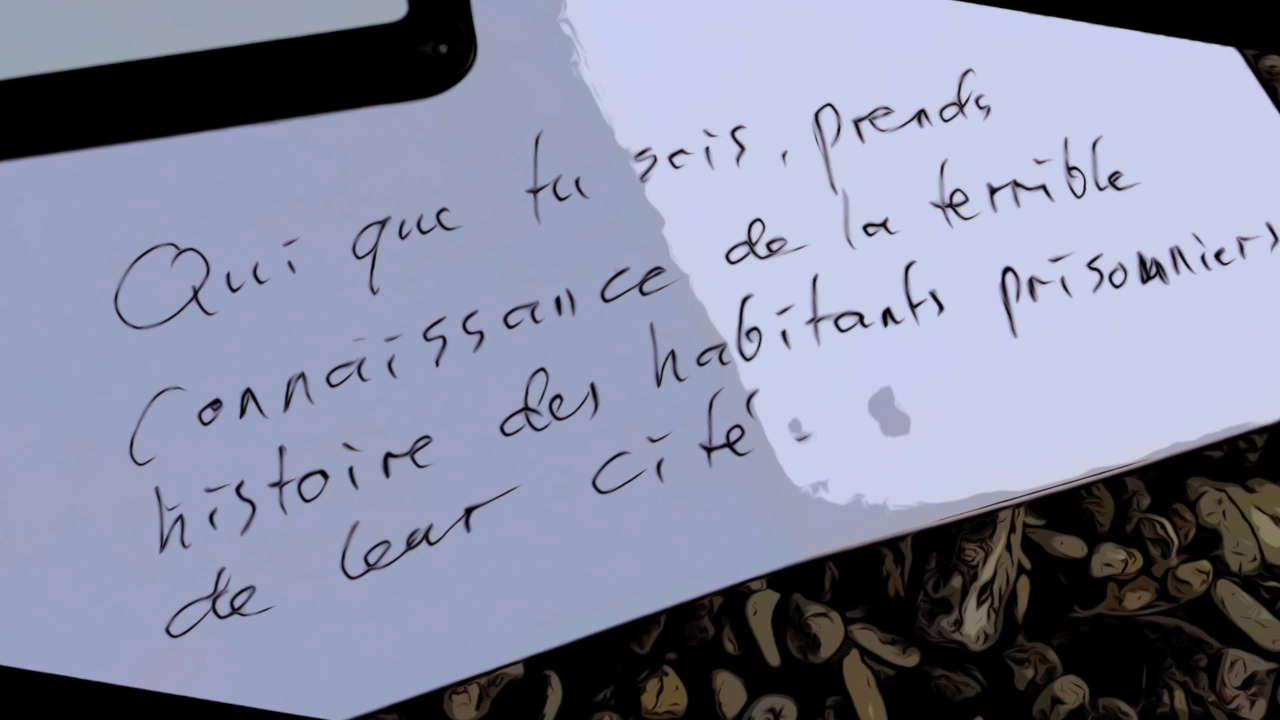 Qui que tu sois, prends
connaissance de la terrible
histoire des habitants prisonniers
de leur cité.